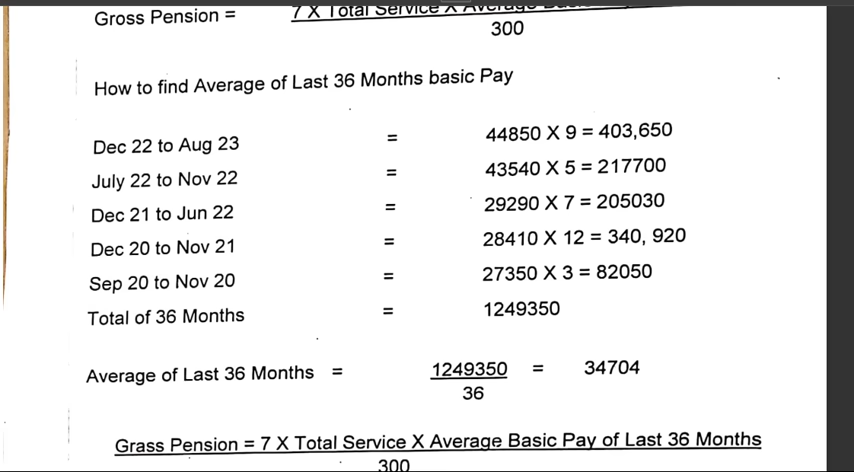 Gross Pension = 7 X Total Service X Average
300
How to find Average of Last 36 Months basic Pay
Dec 22 to Aug 23 = 44850 X 9 = 403,650
July 22 to Nov 22 = 43540 X 5 = 217700
Dec 21 to Jun 22 = 29290 X 7 = 205030
Dec 20 to Nov 21 = 28410 X 12 = 340, 920
Sep 20 to Nov 20 = 27350 X 3 = 82050
Total of 36 Months = 1249350
Average of Last 36 Months = 1249350 = 34704
36
Grass Pension = 7 X Total Service X Average Basic Pay of Last 36 Months
300